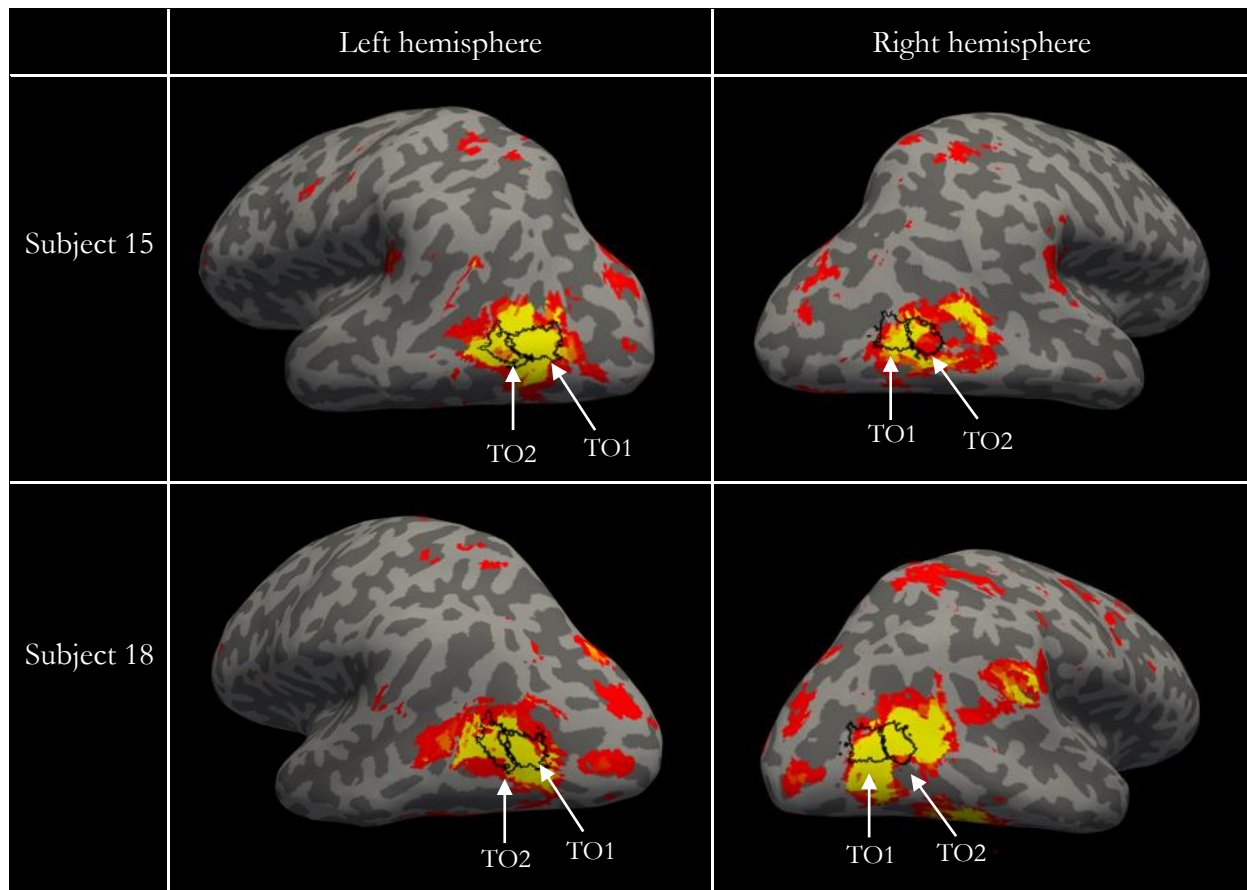 Left hemisphere
Right hemisphere
Subject 15
TO2
TO1
TO1
TO2
Subject 18
TO2
TO1
TO1
TO2